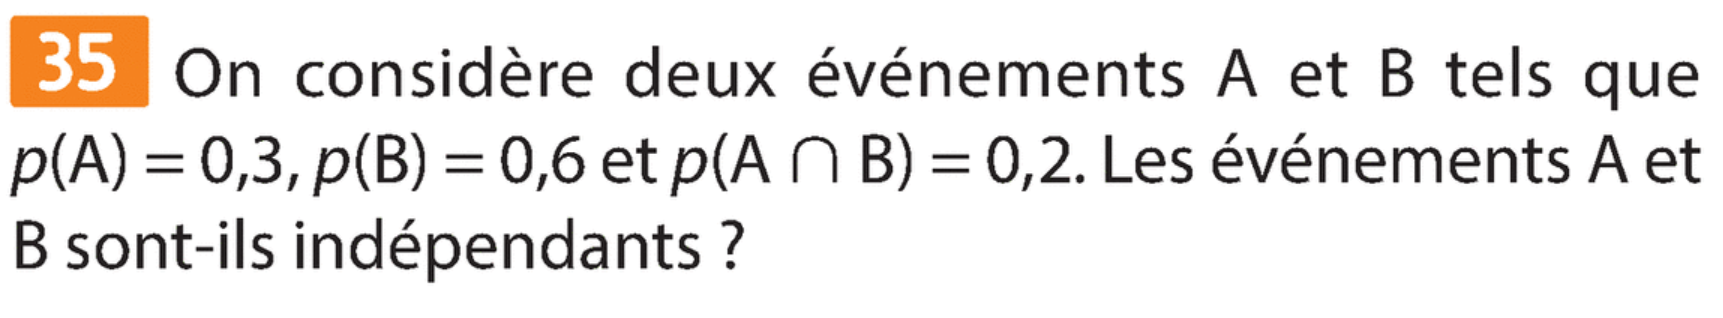 35 On considère deux événements A et B tels que
p(A) = 0,3, p(B) = 0,6 et p(A ∩ B) = 0,2. Les événements A et
B sont-ils indépendants ?